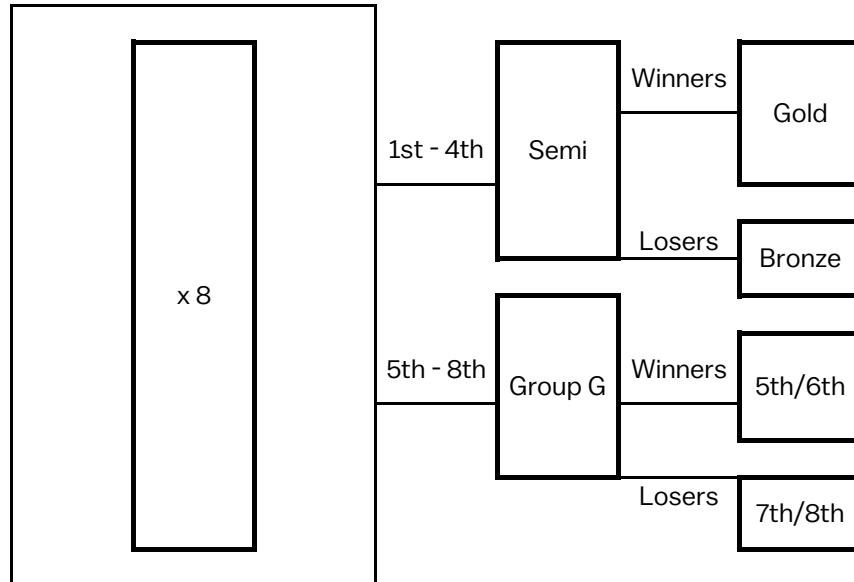 Winners
Gold
1st - 4th
Semi
Losers
Bronze
x 8
5th - 8th
Group G
Winners
5th/6th
Losers
7th/8th